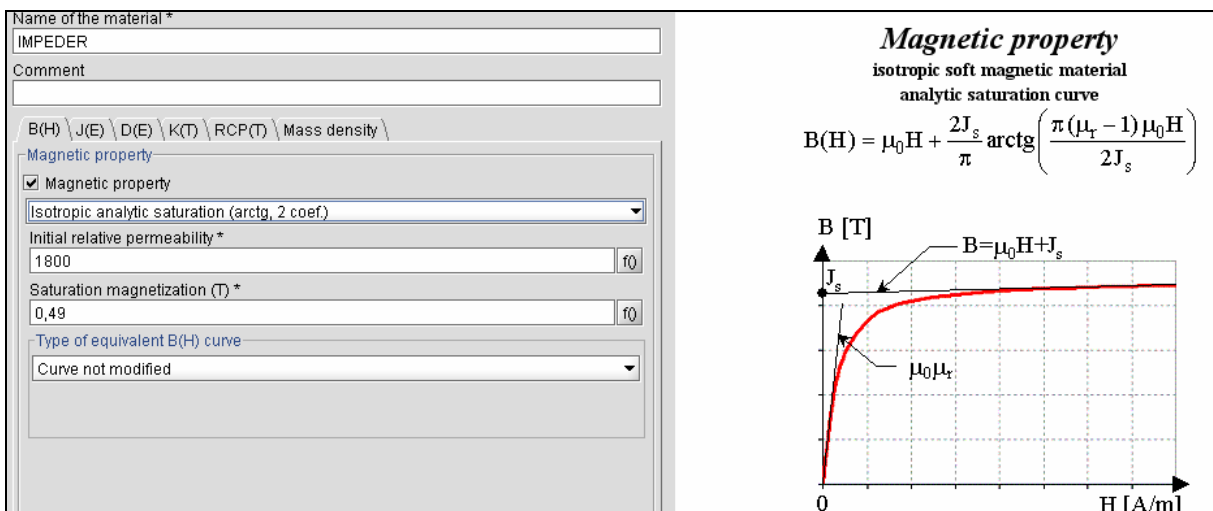 Name of the material *
IMPEDER
Comment
B(H) \ J(E) \ D(E) \ K(T) \ RCP(T) \ Mass density \
Magnetic property
Magnetic property
Isotropic analytic saturation (arctg, 2 coef.)
Initial relative permeability *
1800
f()
Saturation magnetization (T) *
0,49
f()
Type of equivalent B(H) curve
Curve not modified
Magnetic property
isotropic soft magnetic material
analytic saturation curve
B(H) = μ₀H + 2Jₛ/π arctg(π(μᵣ − 1)μ₀H / 2Jₛ)
B [T]
B=μ₀H+Jₛ
Jₛ
μ₀μᵣ
0
H [A/m]